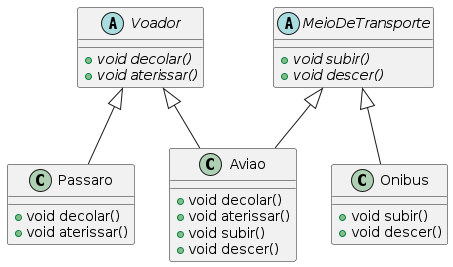 A Voador
void decolar()
void aterissar()
A MeioDeTransporte
void subir()
void descer()
C Passaro
void decolar()
void aterissar()
C Aviao
void decolar()
void aterissar()
void subir()
void descer()
C Onibus
void subir()
void descer()